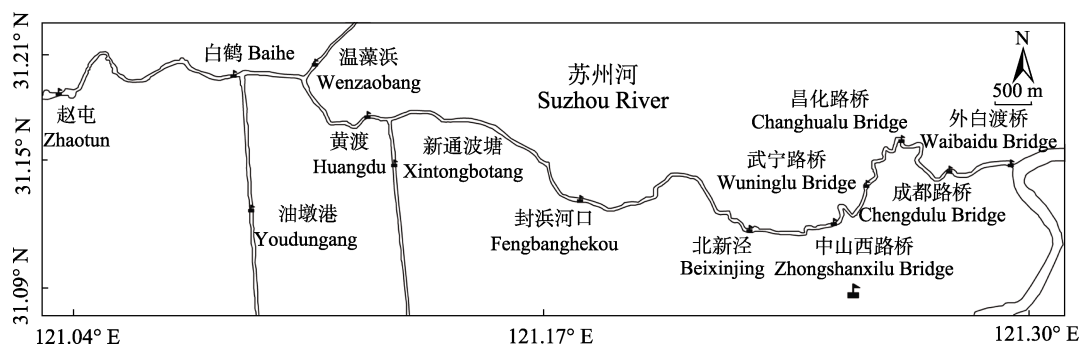 31.21° N
31.15° N
31.09° N
121.04° E
121.17° E
121.30° E
N
500 m
苏州河
Suzhou River
赵屯
Zhaotun
白鹤 Baihe
温藻浜
Wenzaobang
黄渡
Huangdu
新通波塘
Xintongbotang
油墩港
Youdungang
封浜河口
Fengbanghekou
北新泾
Beixinjing
中山西路桥
Zhongshanxilu Bridge
武宁路桥
Wuninglu Bridge
昌化路桥
Changhualu Bridge
成都路桥
Chengdulu Bridge
外白渡桥
Waibaidu Bridge